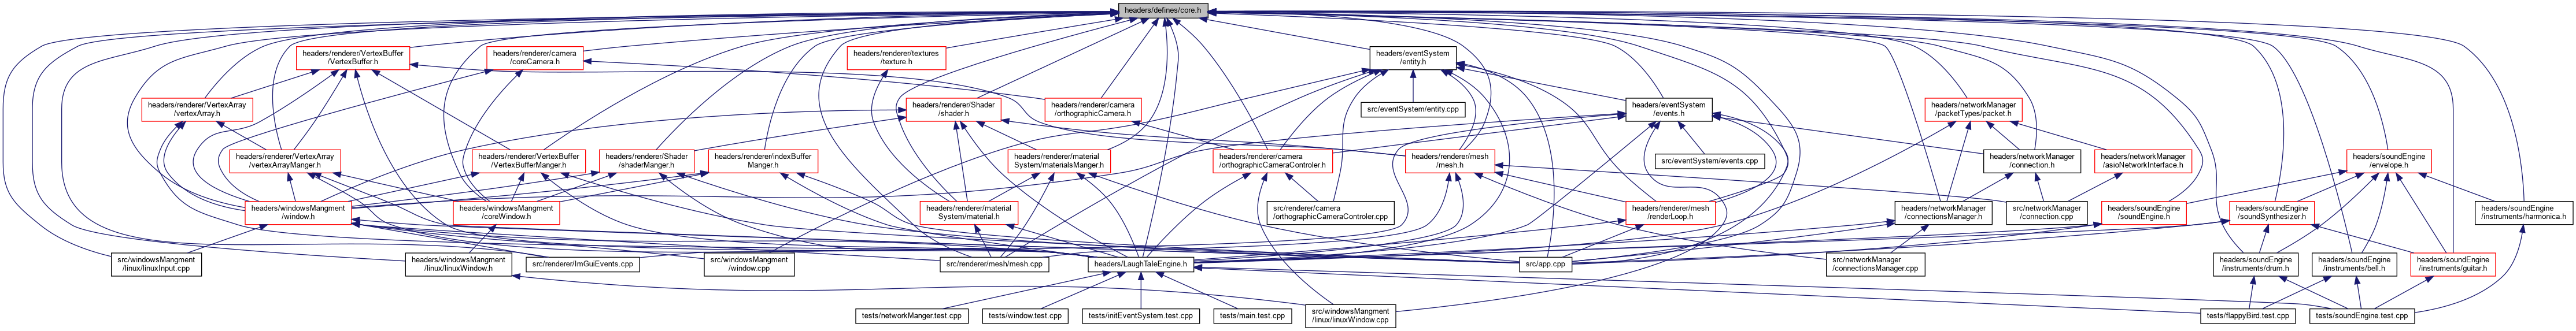 headers/defines/core.h
headers/renderer/VertexBuffer
/VertexBuffer.h
headers/renderer/camera
/coreCamera.h
headers/renderer/textures
/texture.h
headers/eventSystem
/entity.h
headers/renderer/VertexArray
/vertexArray.h
headers/renderer/Shader
/shader.h
headers/renderer/camera
/orthographicCamera.h
src/eventSystem/entity.cpp
headers/eventSystem
/events.h
headers/networkManager
/packetTypes/packet.h
headers/renderer/VertexArray
/vertexArrayManger.h
headers/renderer/VertexBuffer
/VertexBufferManger.h
headers/renderer/Shader
/shaderManger.h
headers/renderer/indexBuffer
Manger.h
headers/renderer/material
System/materialsManger.h
headers/renderer/camera
/orthographicCameraControler.h
headers/renderer/mesh
/mesh.h
src/eventSystem/events.cpp
headers/networkManager
/connection.h
headers/networkManager
/asioNetworkInterface.h
headers/soundEngine
/envelope.h
headers/windowsMangment
/window.h
headers/windowsMangment
/coreWindow.h
headers/renderer/material
System/material.h
src/renderer/camera
/orthographicCameraControler.cpp
headers/renderer/mesh
/renderLoop.h
headers/networkManager
/connectionsManager.h
src/networkManager
/connection.cpp
headers/soundEngine
/soundEngine.h
headers/soundEngine
/soundSynthesizer.h
headers/soundEngine
/instruments/harmonica.h
src/windowsMangment
/linux/linuxInput.cpp
headers/windowsMangment
/linux/linuxWindow.h
src/renderer/ImGuiEvents.cpp
src/windowsMangment
/window.cpp
src/renderer/mesh/mesh.cpp
headers/LaughTaleEngine.h
src/app.cpp
src/networkManager
/connectionsManager.cpp
headers/soundEngine
/instruments/drum.h
headers/soundEngine
/instruments/bell.h
headers/soundEngine
/instruments/guitar.h
tests/networkManger.test.cpp
tests/window.test.cpp
tests/initEventSystem.test.cpp
tests/main.test.cpp
src/windowsMangment
/linux/linuxWindow.cpp
tests/flappyBird.test.cpp
tests/soundEngine.test.cpp